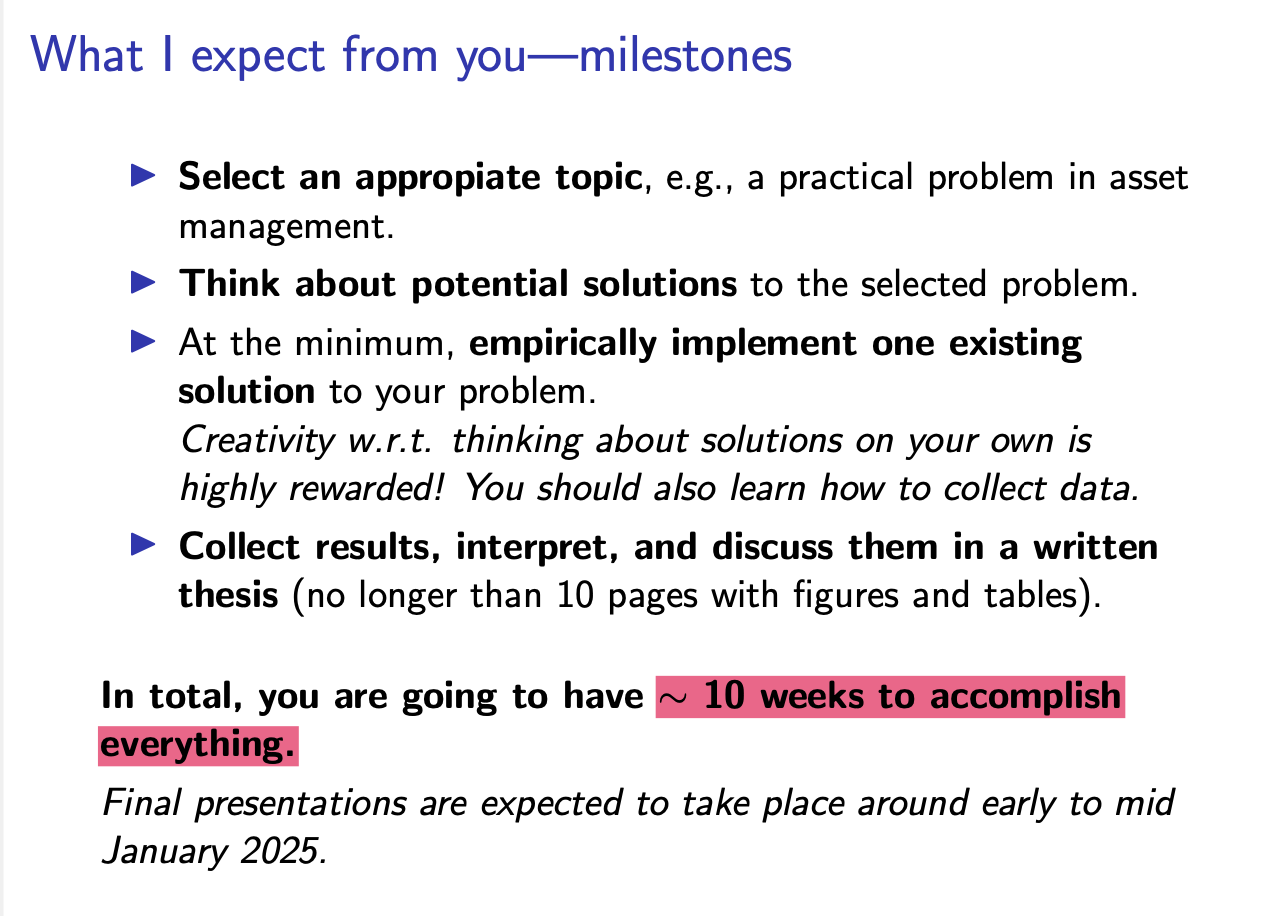 What I expect from you—milestones
▶ Select an appropiate topic, e.g., a practical problem in asset
management.
▶ Think about potential solutions to the selected problem.
▶ At the minimum, empirically implement one existing
solution to your problem.
Creativity w.r.t. thinking about solutions on your own is
highly rewarded! You should also learn how to collect data.
▶ Collect results, interpret, and discuss them in a written
thesis (no longer than 10 pages with figures and tables).
In total, you are going to have ∼ 10 weeks to accomplish
everything.
Final presentations are expected to take place around early to mid
January 2025.